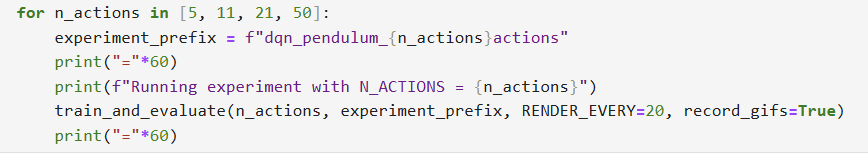 for n_actions in [5, 11, 21, 50]:
    experiment_prefix = f"dqn_pendulum_{n_actions}actions"
    print("="*60)
    print(f"Running experiment with N_ACTIONS = {n_actions}")
    train_and_evaluate(n_actions, experiment_prefix, RENDER_EVERY=20, record_gifs=True)
    print("="*60)